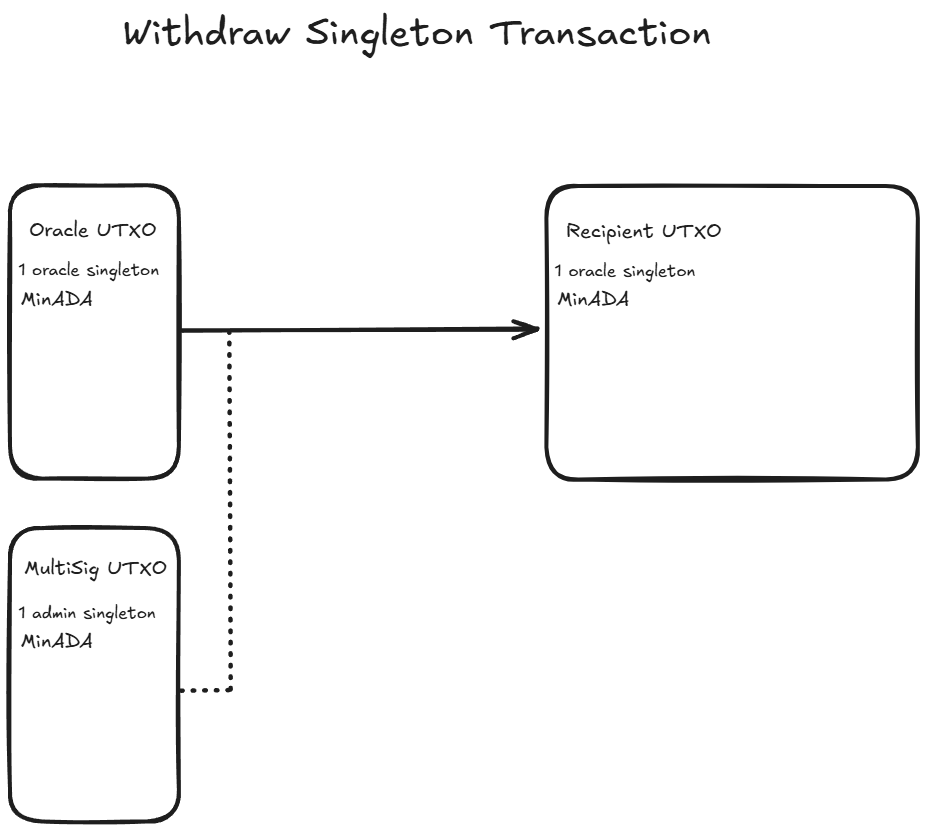 Withdraw Singleton Transaction
Oracle UTXO
1 oracle singleton
MinADA
Recipient UTXO
1 oracle singleton
MinADA
MultiSig UTXO
1 admin singleton
MinADA